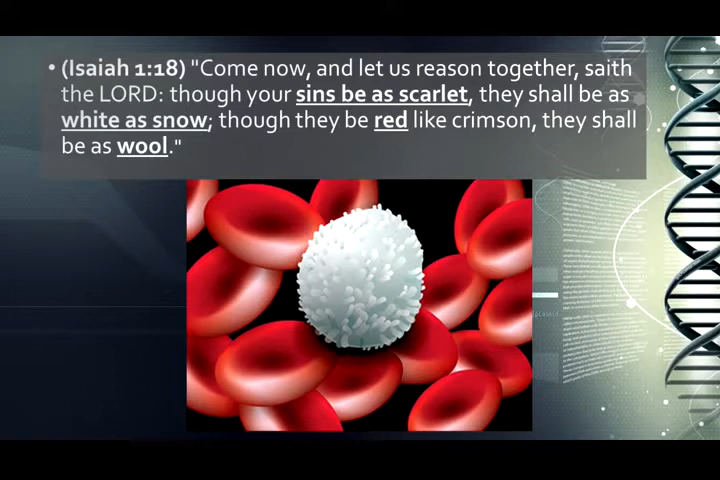 • (Isaiah 1:18) "Come now, and let us reason together, saith
the LORD: though your sins be as scarlet, they shall be as
white as snow; though they be red like crimson, they shall
be as wool."